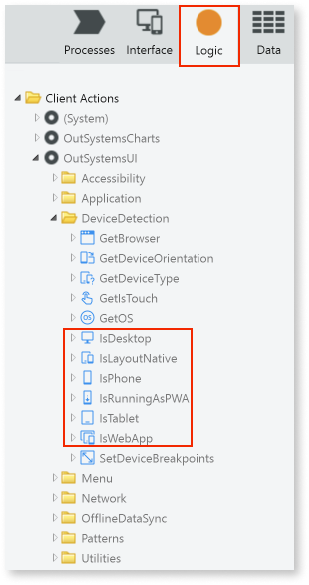 Processes Interface Logic Data
Client Actions
(System)
OutSystemsCharts
OutSystemsUI
Accessibility
Application
DeviceDetection
GetBrowser
GetDeviceOrientation
GetDeviceType
GetIsTouch
OS GetOS
IsDesktop
IsLayoutNative
IsPhone
IsRunningAsPWA
IsTablet
IsWebApp
SetDeviceBreakpoints
Menu
Network
OfflineDataSync
Patterns
Utilities